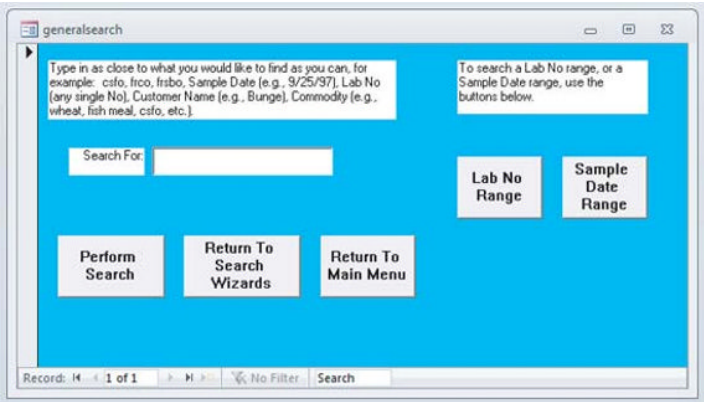 generalsearch
Type in as close to what you would like to find as you can, for
example: csfo, frco, frsbo, Sample Date (e.g., 9/25/97), Lab No
(any single No), Customer Name (e.g., Bunge), Commodity (e.g.,
wheat, fish meal, csfo, etc.).
To search a Lab No range, or a
Sample Date range, use the
buttons below.
Search For:
Lab No
Range
Sample
Date
Range
Perform
Search
Return To
Search
Wizards
Return To
Main Menu
Record: 1 of 1 No Filter Search